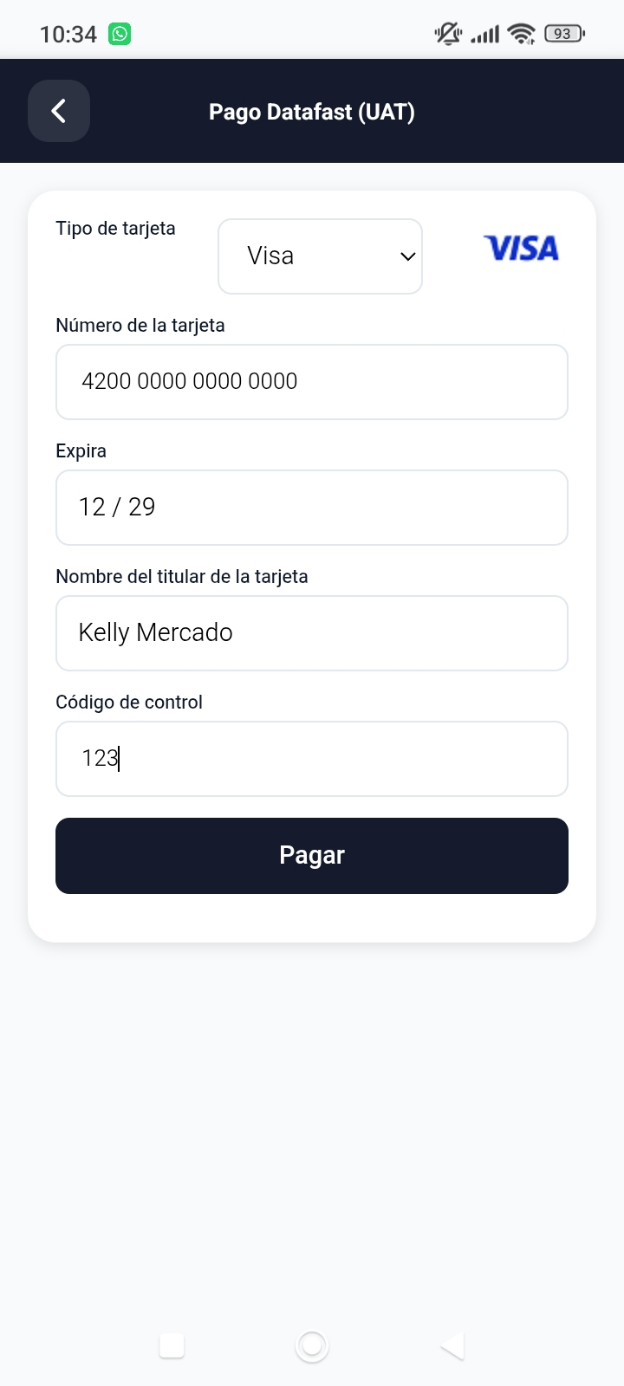 10:34
93
Pago Datafast (UAT)
Tipo de tarjeta
Visa
VISA
Número de la tarjeta
4200 0000 0000 0000
Expira
12 / 29
Nombre del titular de la tarjeta
Kelly Mercado
Código de control
123
Pagar